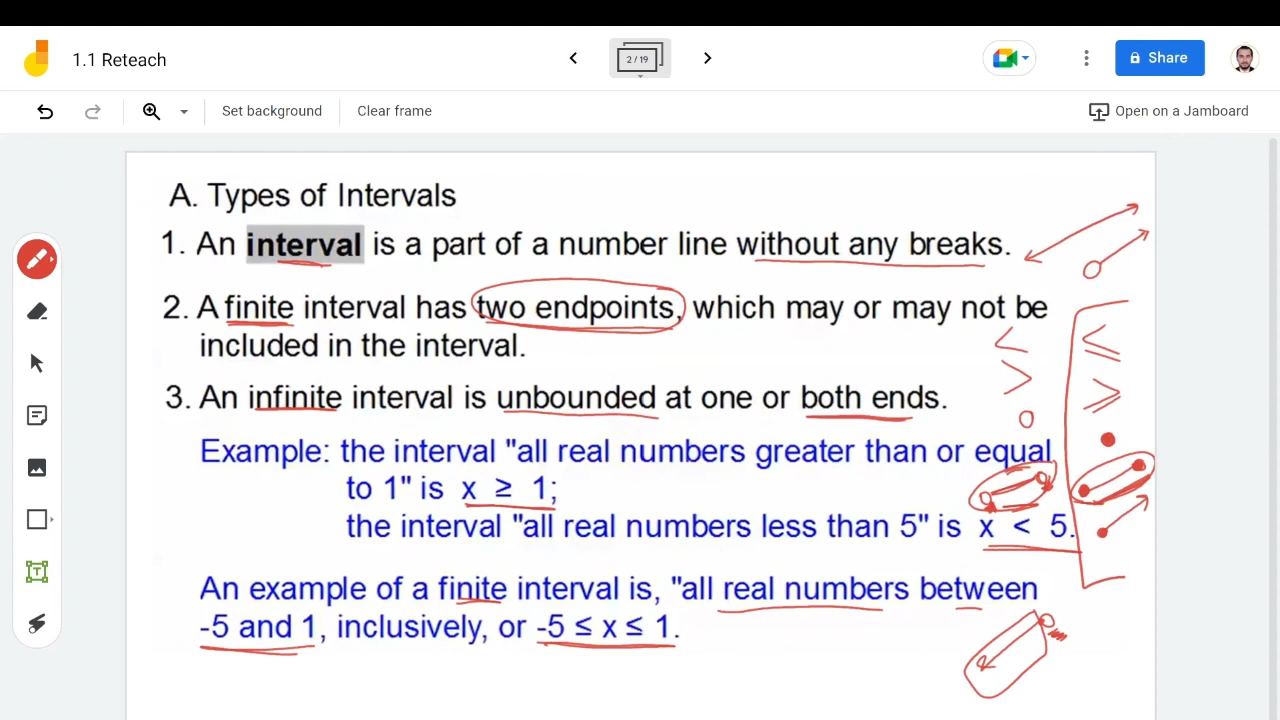 1.1 Reteach
2 / 19
Share
Set background
Clear frame
Open on a Jamboard
A. Types of Intervals
1. An interval is a part of a number line without any breaks.
2. A finite interval has two endpoints, which may or may not be
included in the interval.
3. An infinite interval is unbounded at one or both ends.
Example: the interval "all real numbers greater than or equal
to 1" is x ≥ 1;
the interval "all real numbers less than 5" is x < 5.
An example of a finite interval is, "all real numbers between
-5 and 1, inclusively, or -5 ≤ x ≤ 1.
<
>
≤
≥
T